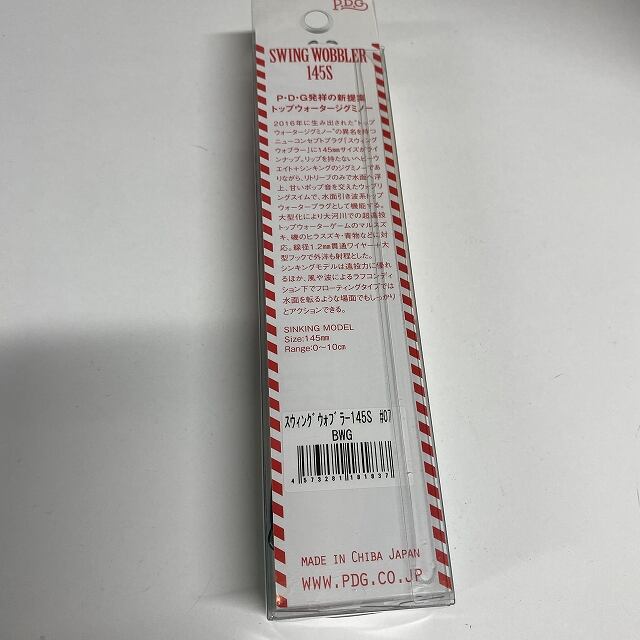 P.D.G
SWING WOBBLER
145S
P・D・G発祥の新提案
トップウォータージグミノー
2016年に生み出された"トップ
ウォータージグミノー"の異名を持つ
ニューコンセプトプラグ「スウィング
ウォブラー」に145mmサイズがライ
ンナップ。リップを持たないヘビーウ
エイト+シンキングのジグミノーであ
りながら、リトリーブのみで水面へ浮
上、甘いポップ音を交えたウォブリ
ングスイムで、水面引き波系トップ
ウォータープラグとして機能する。
大型化により大河川での超遠投
トップウォーターゲームのマルスズ
キ、磯のヒラスズキ・青物などに対
応。線径1.2mm貫通ワイヤー+大
型フックで外洋も射程とした。
シンキングモデルは遠投力に優れ
るほか、風や波によるラフコンディ
ション下でフローティングタイプでは
水面を転るような場面でもしっかり
とアクションできる。
SINKING MODEL
Size:145mm
Range:0〜10cm
スウィングウォブラー145S #07
BWG
4 573281 181837
MADE IN CHIBA JAPAN
WWW.PDG.CO.JP